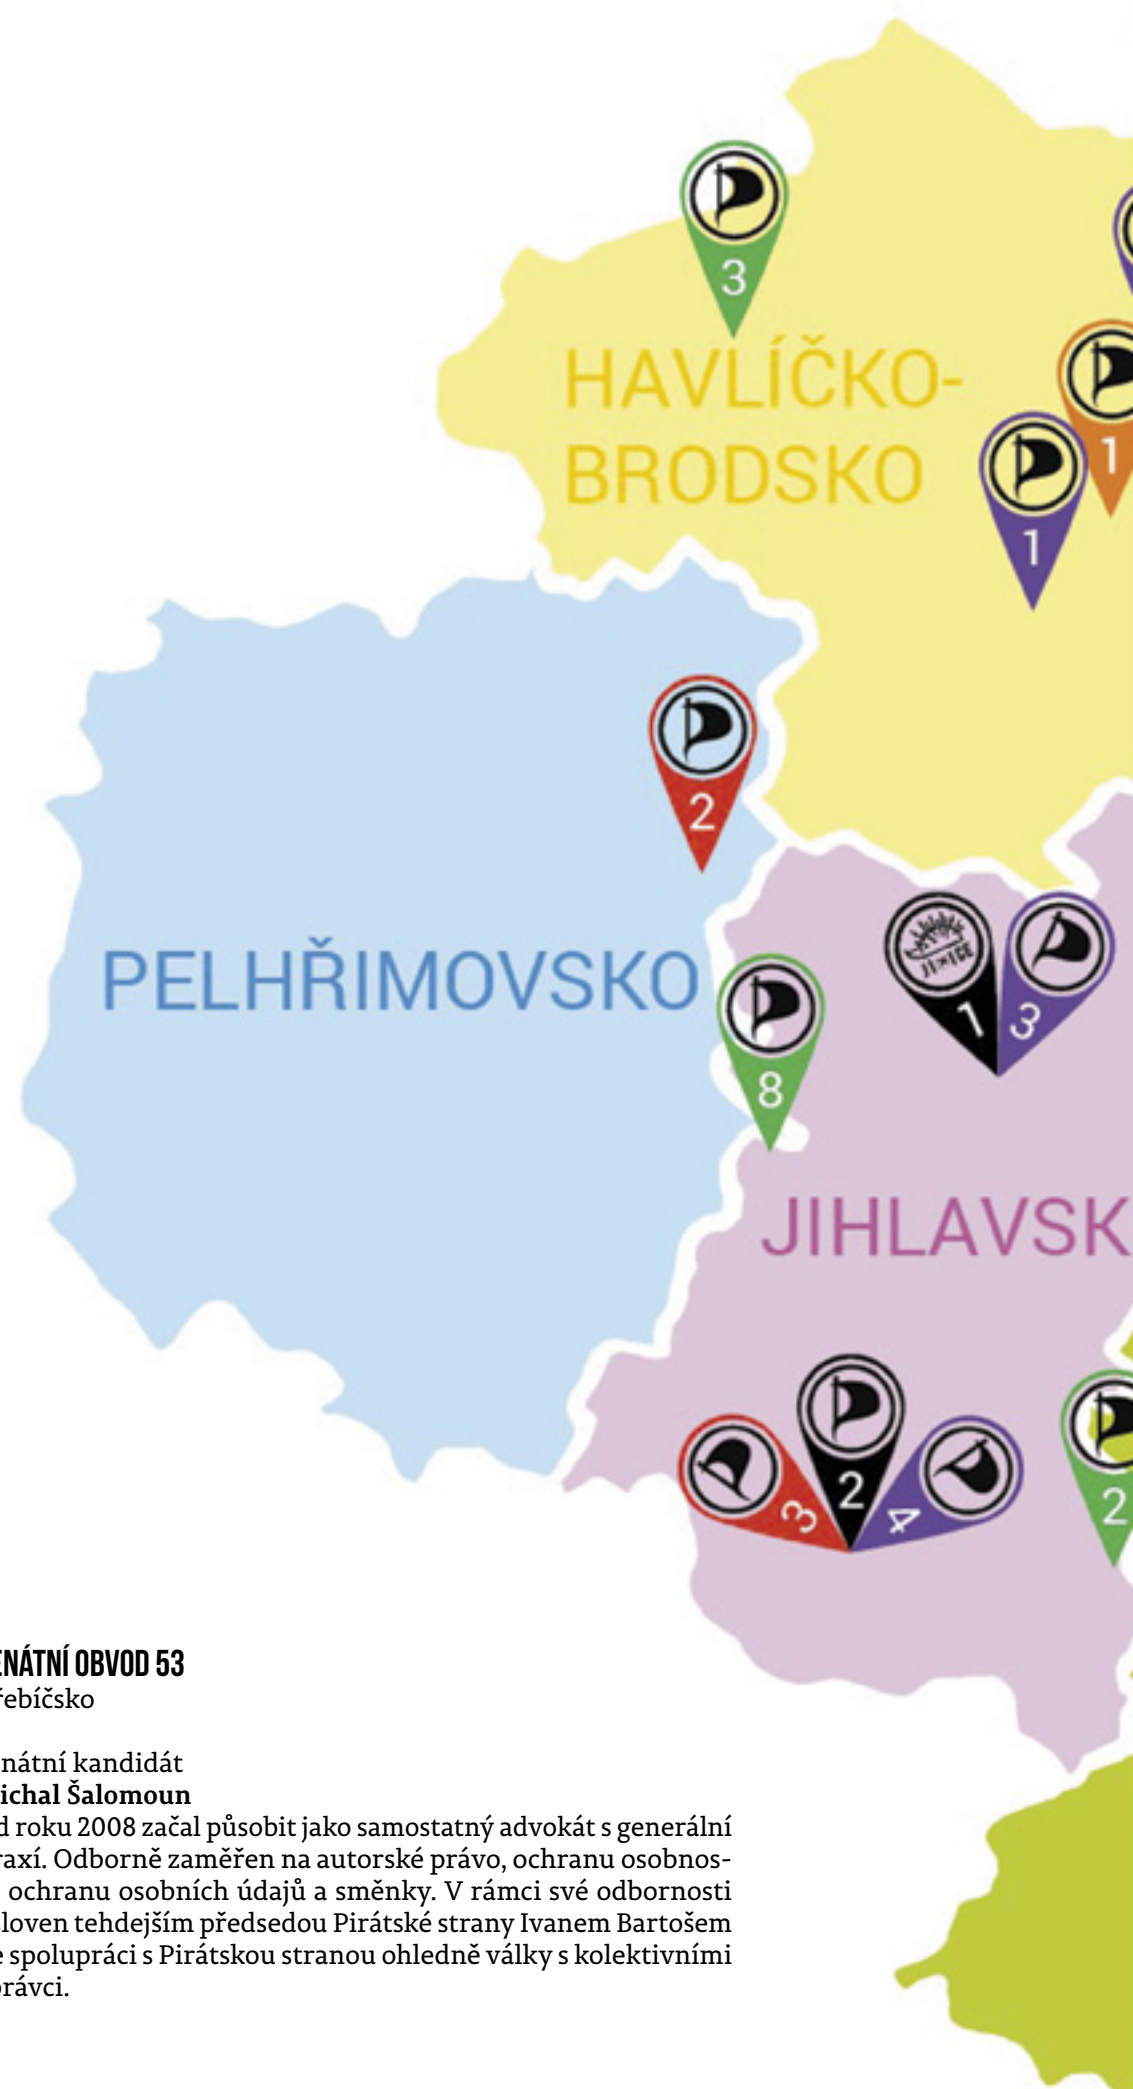 3
HAVLÍČKO-
BRODSKO
1
1
2
PELHŘIMOVSKO
1
3
8
JIHLAVSK
3
2
4
2
ENÁTNÍ OBVOD 53
řebíčsko
nátní kandidát
ichal Šalomoun
d roku 2008 začal působit jako samostatný advokát s generální
raxí. Odborně zaměřen na autorské právo, ochranu osobnos-
, ochranu osobních údajů a směnky. V rámci své odbornosti
sloven tehdejším předsedou Pirátské strany Ivanem Bartošem
e spolupráci s Pirátskou stranou ohledně války s kolektivními
právci.